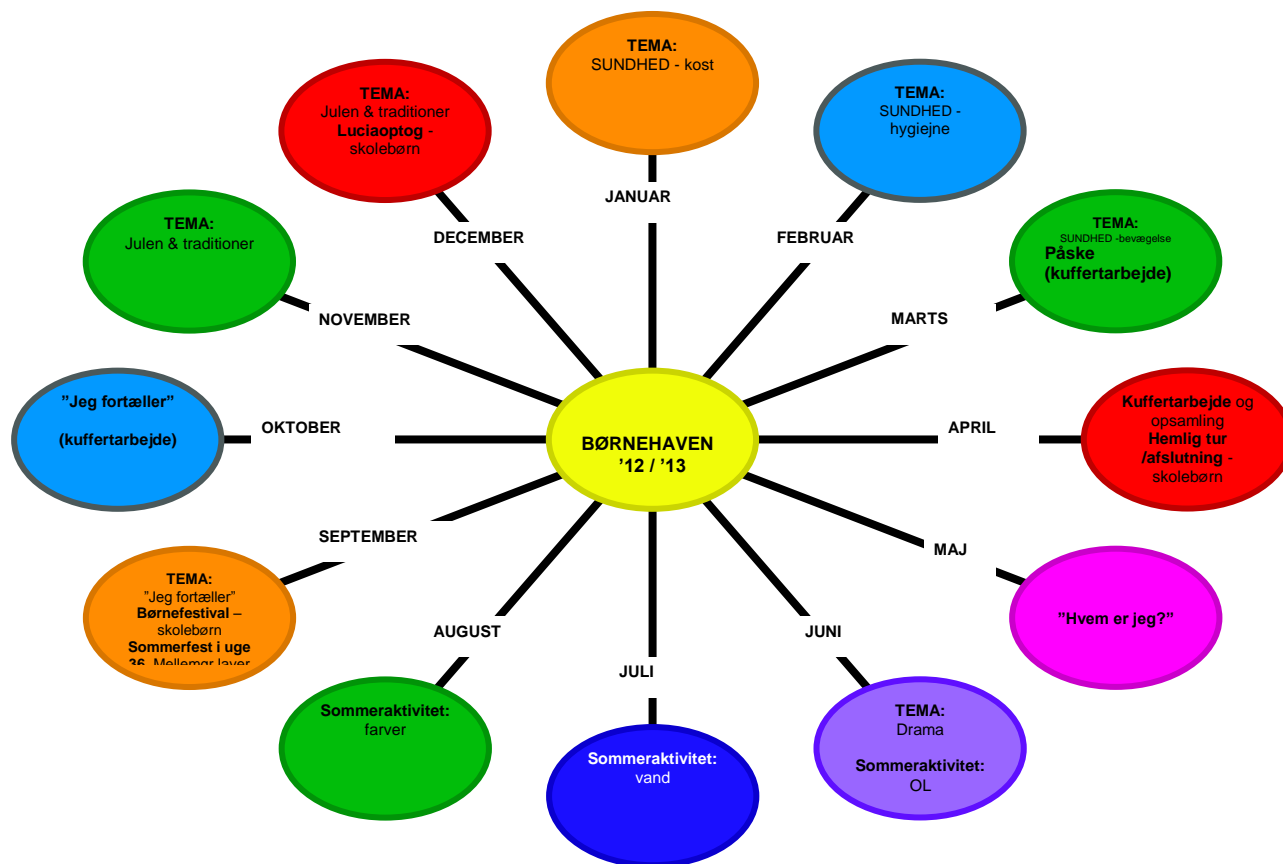 TEMA:
SUNDHED - kost
JANUAR
TEMA:
SUNDHED -
hygiejne
FEBRUAR
TEMA:
SUNDHED -bevægelse
Påske
(kuffertarbejde)
MARTS
Kuffertarbejde og
opsamling
Hemlig tur
/afslutning -
skolebørn
APRIL
"Hvem er jeg?"
MAJ
TEMA:
Drama
Sommeraktivitet:
OL
JUNI
Sommeraktivitet:
vand
JULI
Sommeraktivitet:
farver
AUGUST
TEMA:
"Jeg fortæller"
Børnefestival –
skolebørn
Sommerfest i uge
36. Mellemgr laver
SEPTEMBER
"Jeg fortæller"
(kuffertarbejde)
OKTOBER
TEMA:
Julen & traditioner
NOVEMBER
TEMA:
Julen & traditioner
Luciaoptog -
skolebørn
DECEMBER
BØRNEHAVEN
'12 / '13